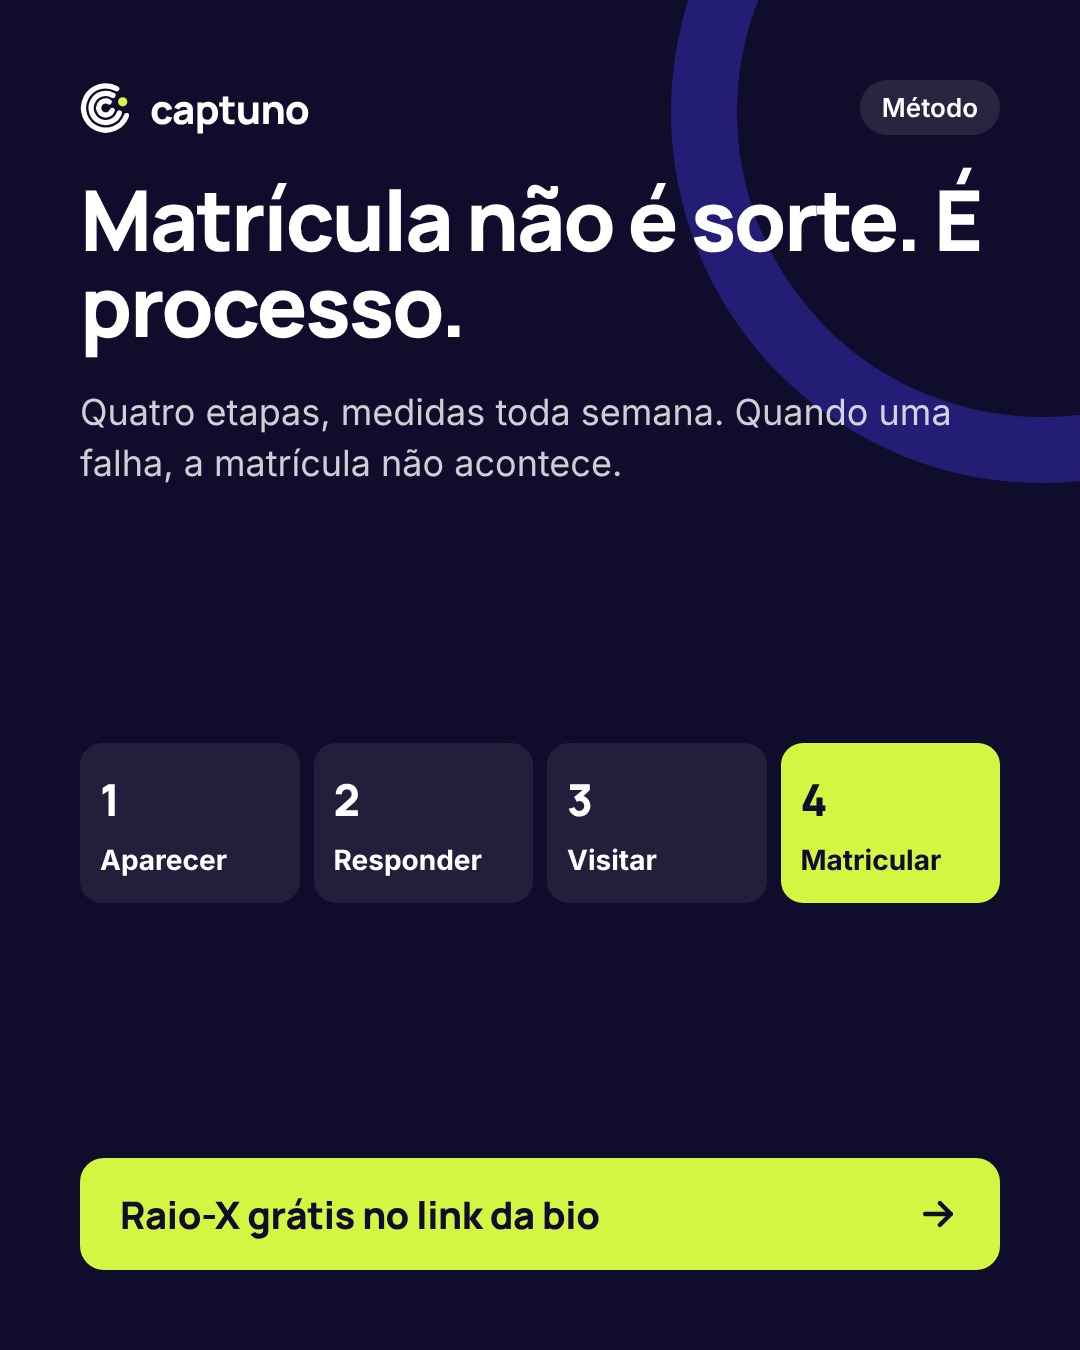 captuno
Método
Matrícula não é sorte. É
processo.
Quatro etapas, medidas toda semana. Quando uma
falha, a matrícula não acontece.
1
Aparecer
2
Responder
3
Visitar
4
Matricular
Raio-X grátis no link da bio